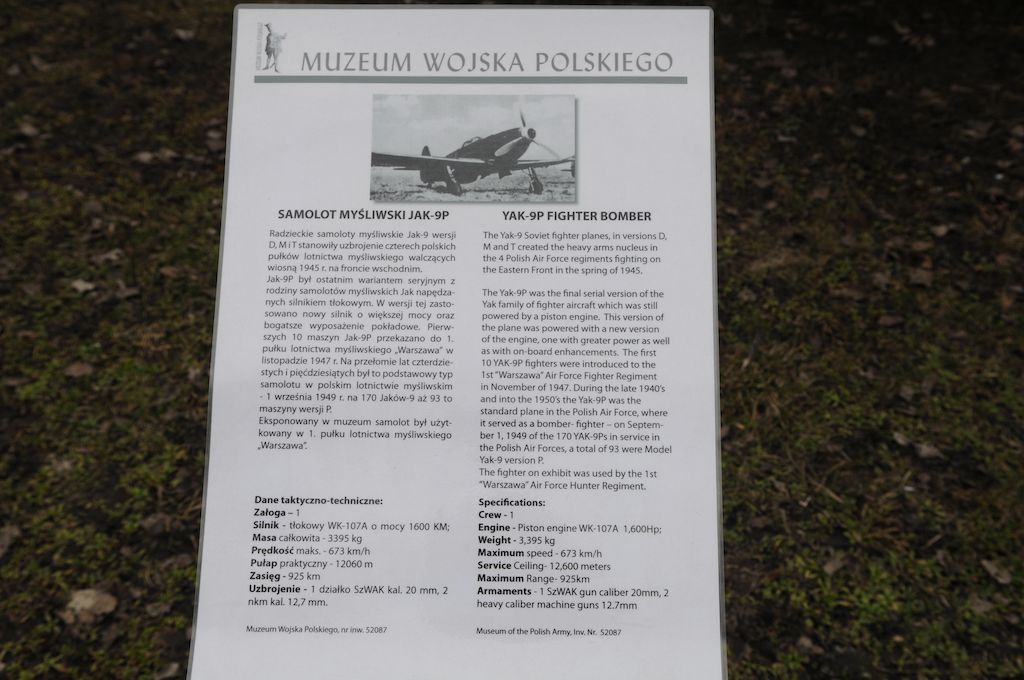 MUZEUM WOJSKA POLSKIEGO
SAMOLOT MYŚLIWSKI JAK-9P
Radzieckie samoloty myśliwskie Jak-9 wersji
D, M i T stanowiły uzbrojenie czterech polskich
pułków lotnictwa myśliwskiego walczących
wiosną 1945 r. na froncie wschodnim.
Jak-9P był ostatnim wariantem seryjnym z
rodziny samolotów myśliwskich Jak napędza-
nych silnikiem tłokowym. W wersji tej zasto-
sowano nowy silnik o większej mocy oraz
bogatsze wyposażenie pokładowe. Pierw-
szych 10 maszyn Jak-9P przekazano do 1.
pułku lotnictwa myśliwskiego „Warszawa" w
listopadzie 1947 r. Na przełomie lat czterdzie-
stych i pięćdziesiątych był to podstawowy typ
samolotu w polskim lotnictwie myśliwskim
- 1 września 1949 r. na 170 Jaków-9 aż 93 to
maszyny wersji P.
Eksponowany w muzeum samolot był użyt-
kowany w 1. pułku lotnictwa myśliwskiego
„Warszawa".
Dane taktyczno-techniczne:
Załoga – 1
Silnik - tłokowy WK-107A o mocy 1600 KM;
Masa całkowita - 3395 kg
Prędkość maks. - 673 km/h
Pułap praktyczny - 12060 m
Zasięg - 925 km
Uzbrojenie - 1 działko SzWAK kal. 20 mm, 2
nkm kal. 12,7 mm.
Muzeum Wojska Polskiego, nr inw. 52087
YAK-9P FIGHTER BOMBER
The Yak-9 Soviet fighter planes, in versions D,
M and T created the heavy arms nucleus in
the 4 Polish Air Force regiments fighting on
the Eastern Front in the spring of 1945.
The Yak-9P was the final serial version of the
Yak family of fighter aircraft which was still
powered by a piston engine. This version of
the plane was powered with a new version
of the engine, one with greater power as well
as with on-board enhancements. The first
10 YAK-9P fighters were introduced to the
1st "Warszawa" Air Force Fighter Regiment
in November of 1947. During the late 1940's
and into the 1950's the Yak-9P was the
standard plane in the Polish Air Force, where
it served as a bomber- fighter – on Septem-
ber 1, 1949 of the 170 YAK-9Ps in service in
the Polish Air Forces, a total of 93 were Model
Yak-9 version P.
The fighter on exhibit was used by the 1st
"Warszawa" Air Force Hunter Regiment.
Specifications:
Crew - 1
Engine - Piston engine WK-107A 1,600Hp;
Weight - 3,395 kg
Maximum speed - 673 km/h
Service Ceiling- 12,600 meters
Maximum Range- 925km
Armaments - 1 SzWAK gun caliber 20mm, 2
heavy caliber machine guns 12.7mm
Museum of the Polish Army, Inv. Nr. 52087